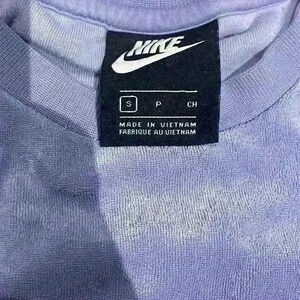 NIKE
S P CH
MADE IN VIETNAM
FABRIQUÉ AU VIETNAM